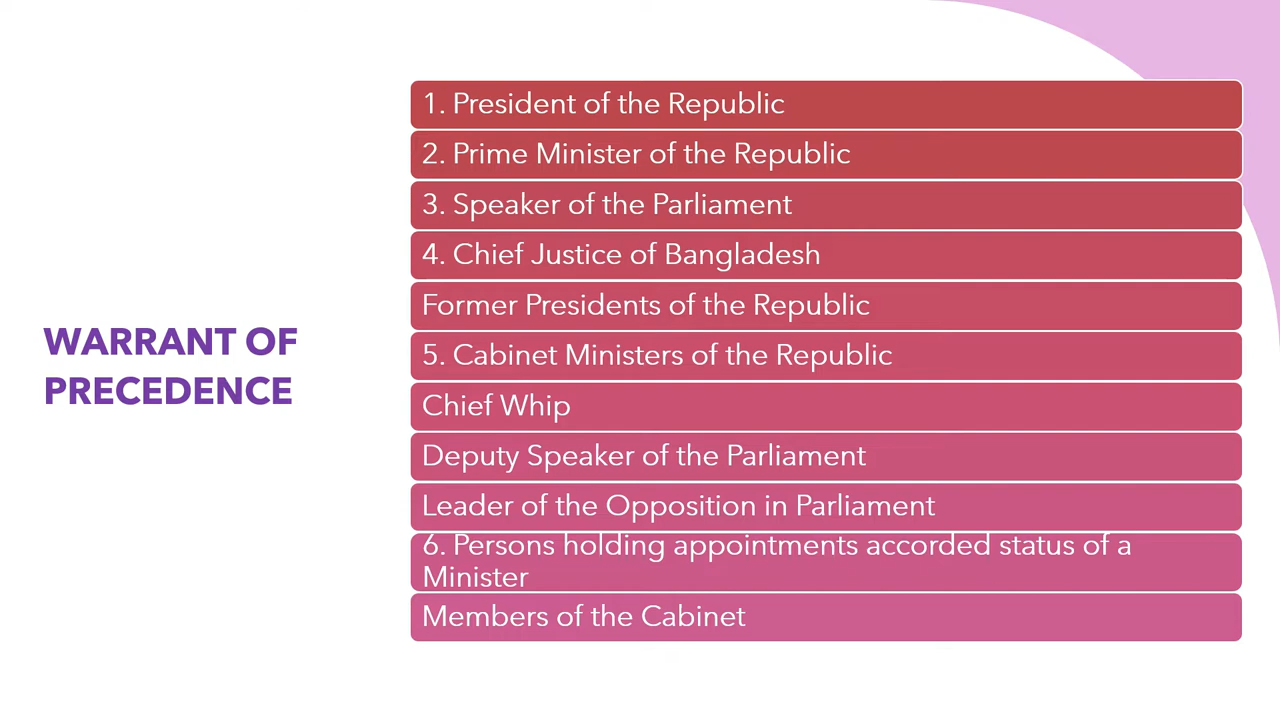 WARRANT OF
PRECEDENCE
1. President of the Republic
2. Prime Minister of the Republic
3. Speaker of the Parliament
4. Chief Justice of Bangladesh
Former Presidents of the Republic
5. Cabinet Ministers of the Republic
Chief Whip
Deputy Speaker of the Parliament
Leader of the Opposition in Parliament
6. Persons holding appointments accorded status of a
Minister
Members of the Cabinet